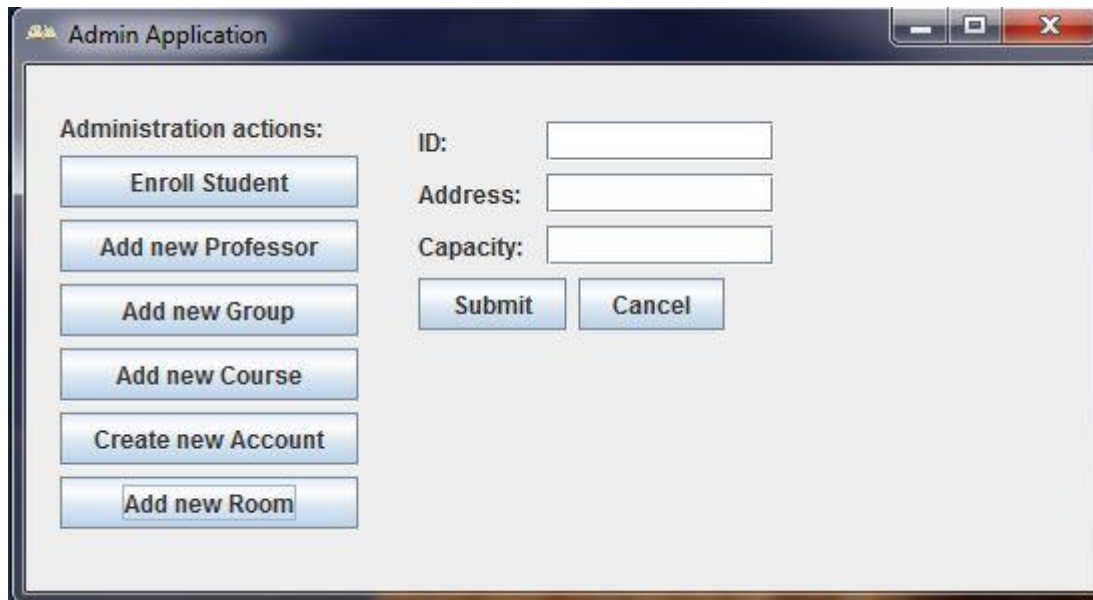 Admin Application
Administration actions:
Enroll Student
Add new Professor
Add new Group
Add new Course
Create new Account
Add new Room
ID:
Address:
Capacity:
Submit Cancel